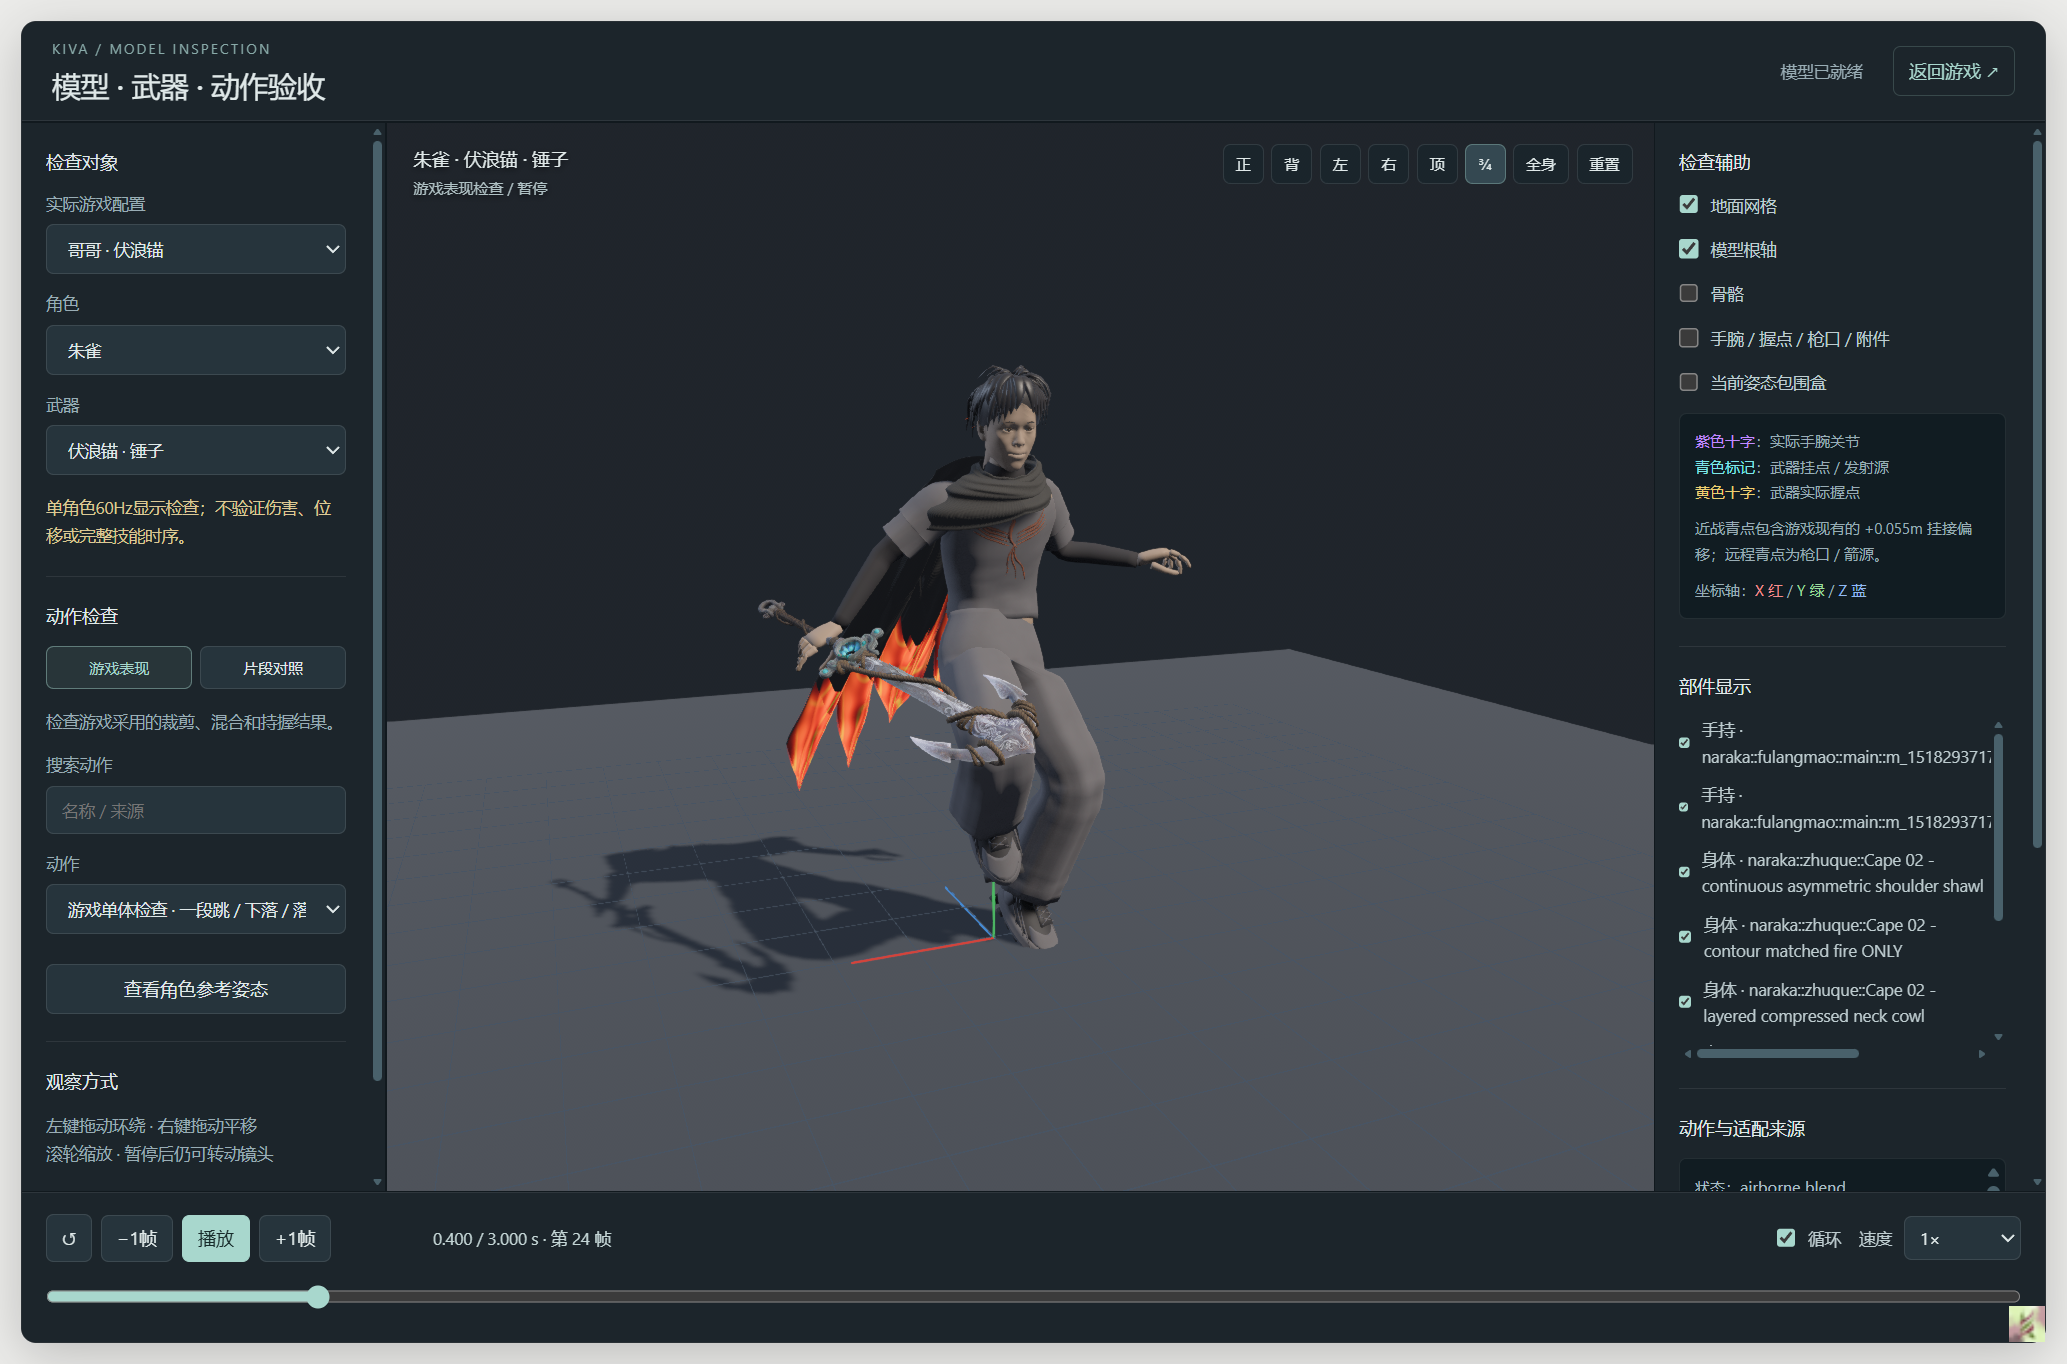 KIVA / MODEL INSPECTION
模型 · 武器 · 动作验收
模型已就绪
返回游戏 ↗
检查对象
实际游戏配置
哥哥 · 伏浪锚
角色
朱雀
武器
伏浪锚 · 锤子
单角色60Hz显示检查；不验证伤害、位
移或完整技能时序。
动作检查
游戏表现
片段对照
检查游戏采用的裁剪、混合和持握结果。
搜索动作
名称 / 来源
动作
游戏单体检查 · 一段跳 / 下落 / 落
查看角色参考姿态
观察方式
左键拖动环绕 · 右键拖动平移
滚轮缩放 · 暂停后仍可转动镜头
朱雀 · 伏浪锚 · 锤子
游戏表现检查 / 暂停
正
背
左
右
顶
¾
全身
重置
检查辅助
地面网格
模型根轴
骨骼
手腕 / 握点 / 枪口 / 附件
当前姿态包围盒
紫色十字：实际手腕关节
青色标记：武器挂点 / 发射源
黄色十字：武器实际握点
近战青点包含游戏现有的 +0.055m 挂接偏
移；远程青点为枪口 / 箭源。
坐标轴：X 红 / Y 绿 / Z 蓝
部件显示
手持 ·
naraka::fulangmao::main::m_1518293717
手持 ·
naraka::fulangmao::main::m_1518293717
身体 · naraka::zhuque::Cape 02 -
continuous asymmetric shoulder shawl
身体 · naraka::zhuque::Cape 02 -
contour matched fire ONLY
身体 · naraka::zhuque::Cape 02 -
layered compressed neck cowl
动作与适配来源
状态：airborne blend
↺
−1帧
播放
+1帧
0.400 / 3.000 s · 第 24 帧
循环
速度
1×